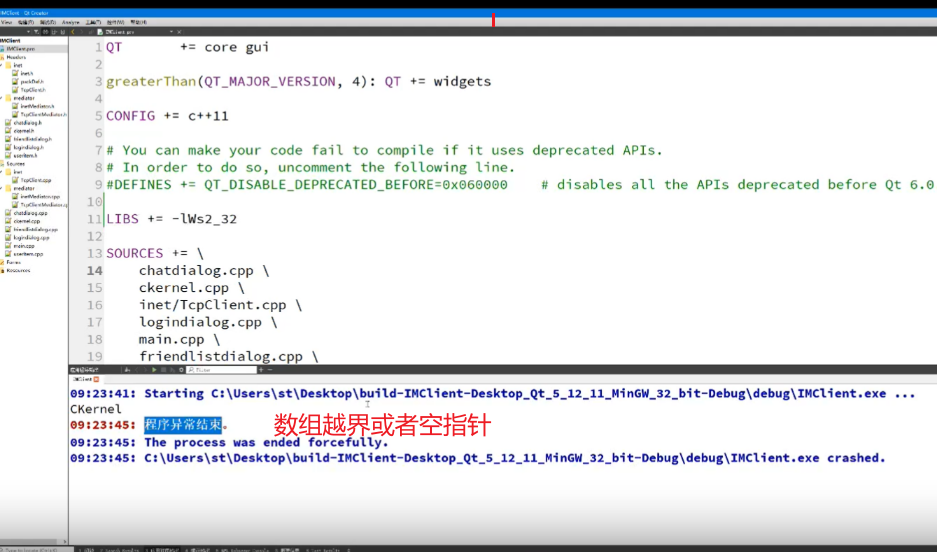 IMClient - Qt Creator
View
Analyze
IMClient.pro
IMClient
IMClient.pro
Headers
inet
inet.h
packDef.h
TcpClient.h
mediator
InetMediator.h
TcpClientMediator.h
chatdialog.h
ckernel.h
friendlistdialog.h
logindialog.h
useritem.h
Sources
inet
TcpClient.cpp
mediator
InetMediator.cpp
TcpClientMediator.cp
chatdialog.cpp
ckernel.cpp
friendlistdialog.cpp
logindialog.cpp
main.cpp
useritem.cpp
Forms
Resources
1 QT += core gui
2
3 greaterThan(QT_MAJOR_VERSION, 4): QT += widgets
4
5 CONFIG += c++11
6
7 # You can make your code fail to compile if it uses deprecated APIs.
8 # In order to do so, uncomment the following line.
9 #DEFINES += QT_DISABLE_DEPRECATED_BEFORE=0x060000 # disables all the APIs deprecated before Qt 6.0
10
11 LIBS += -lWs2_32
12
13 SOURCES += \
14 chatdialog.cpp \
15 ckernel.cpp \
16 inet/TcpClient.cpp \
17 logindialog.cpp \
18 main.cpp \
19 friendlistdialog.cpp \
IMClient
09:23:41: Starting C:\Users\st\Desktop\build-IMClient-Desktop_Qt_5_12_11_MinGW_32_bit-Debug\debug\IMClient.exe ...
CKernel
09:23:45: 程序异常结束。 数组越界或者空指针
09:23:45: The process was ended forcefully.
09:23:45: C:\Users\st\Desktop\build-IMClient-Desktop_Qt_5_12_11_MinGW_32_bit-Debug\debug\IMClient.exe crashed.